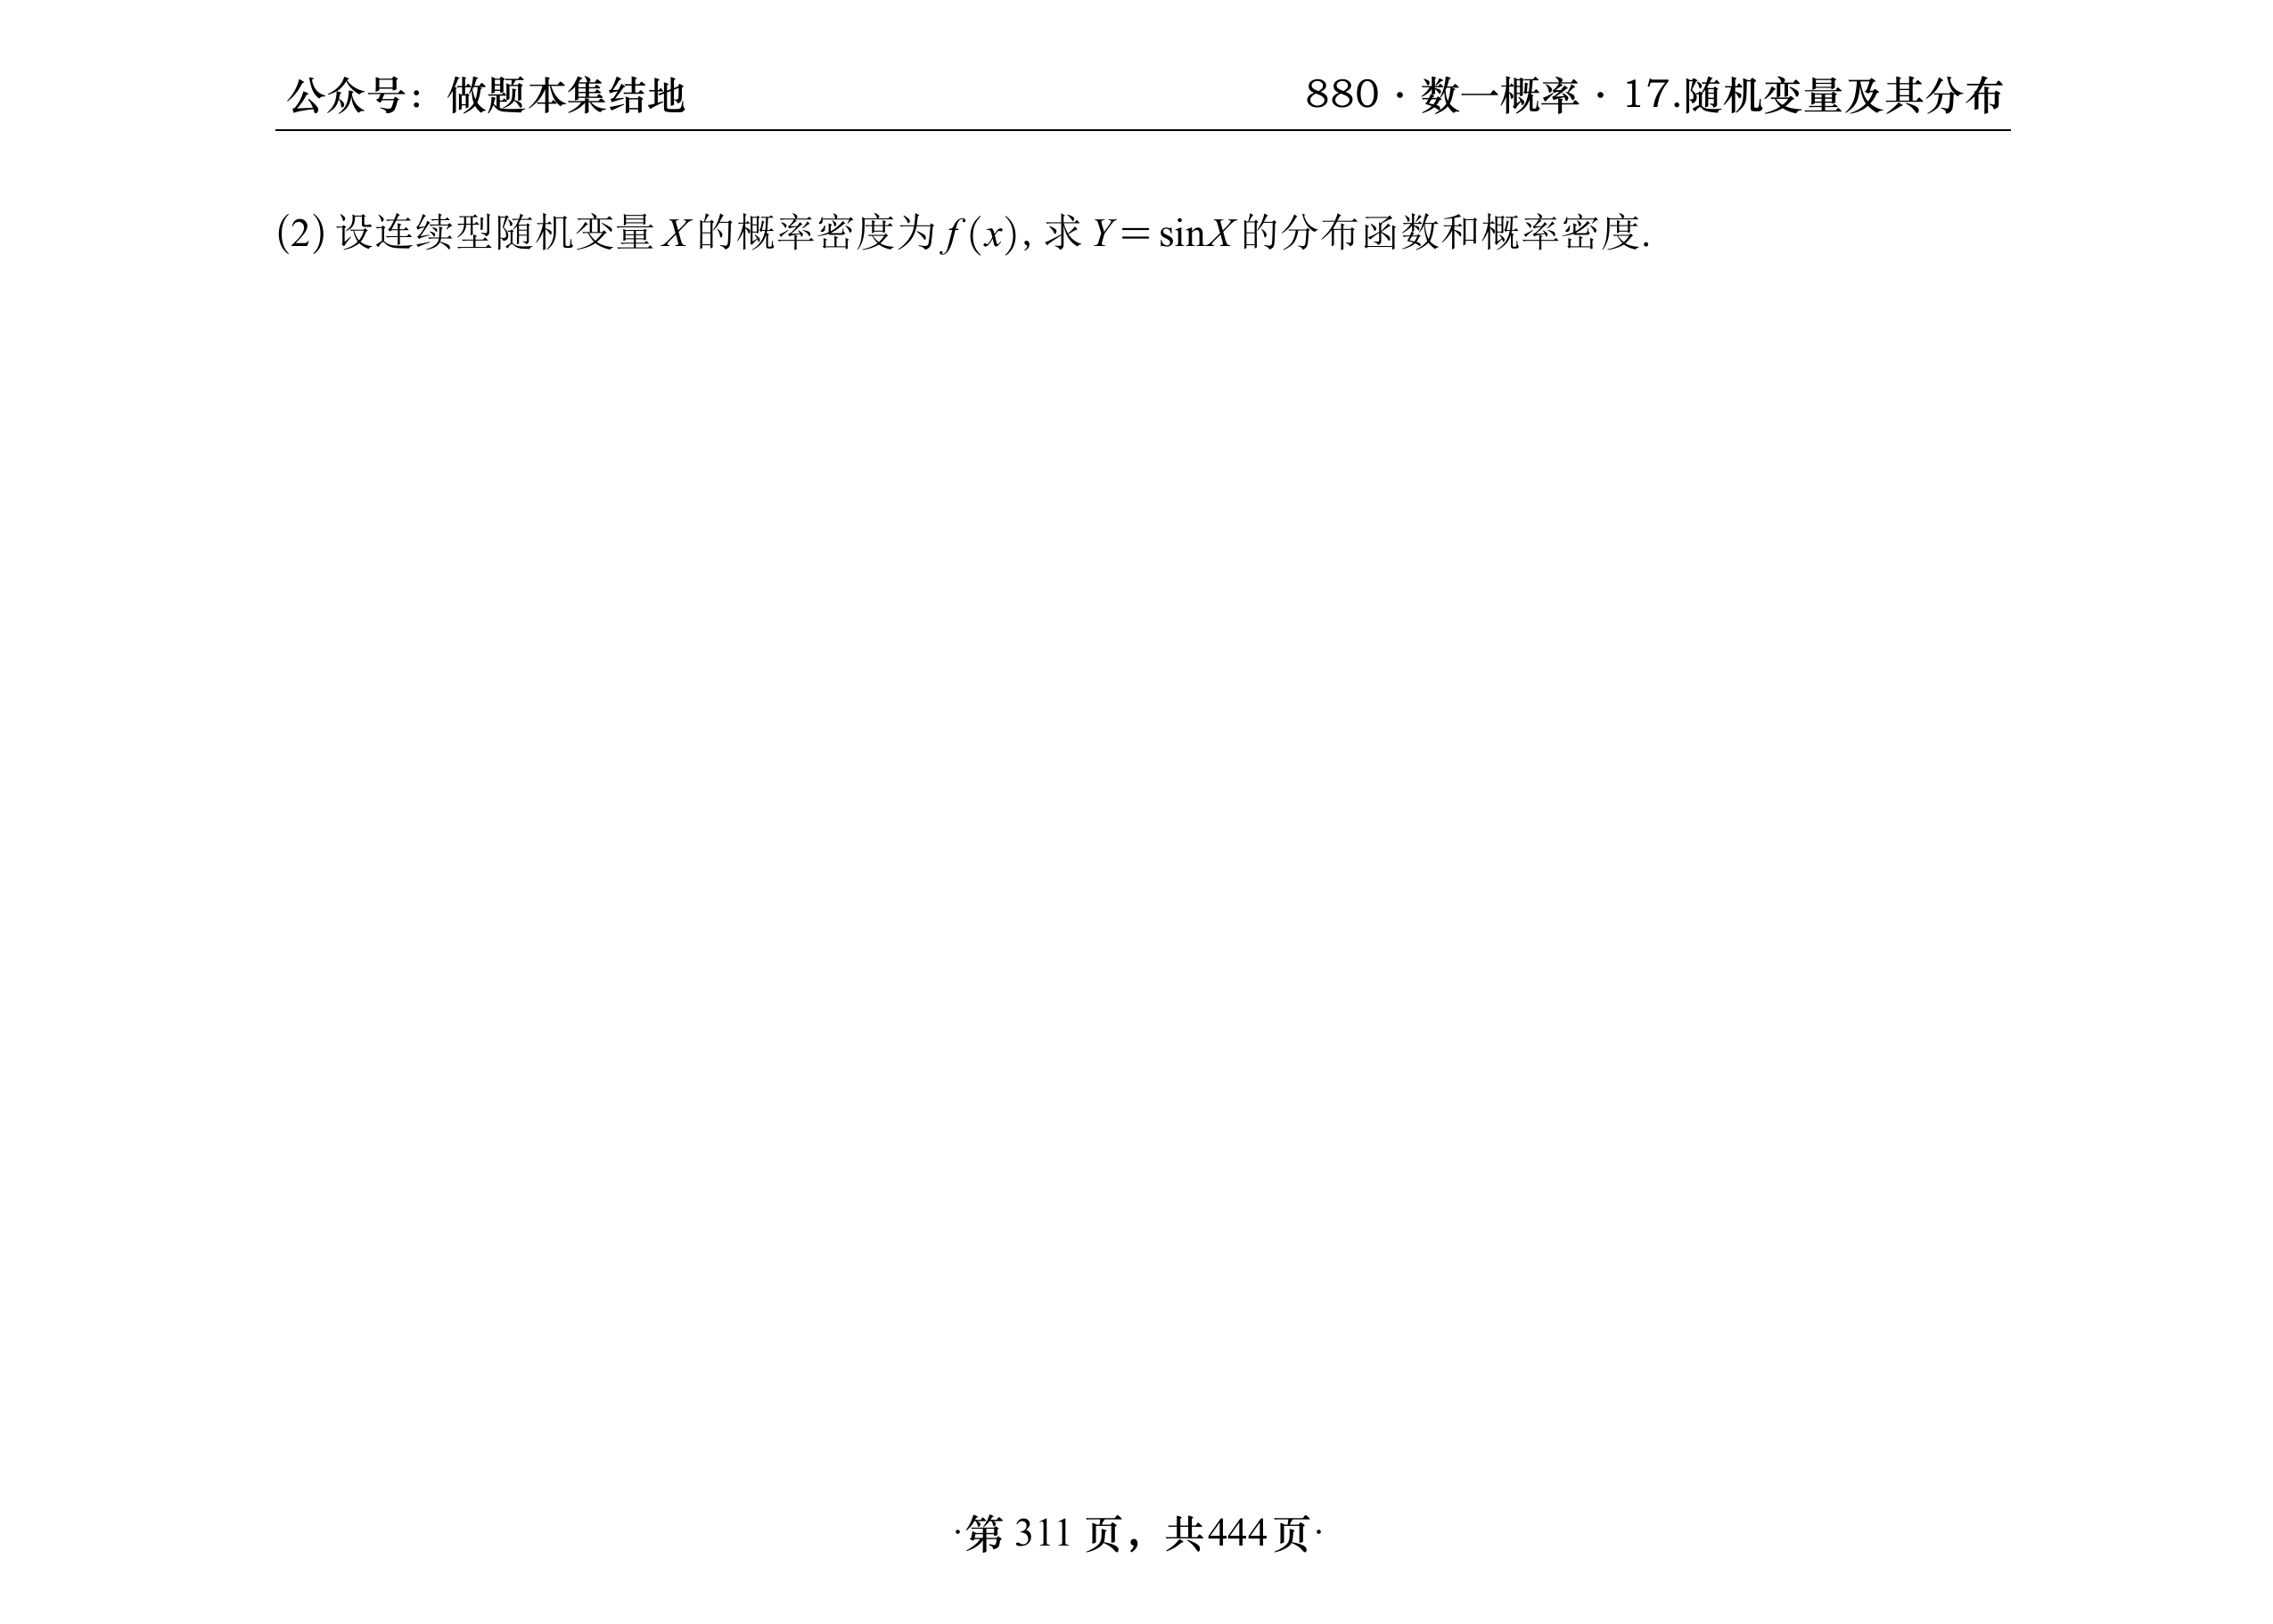 公众号：做题本集结地
880 · 数一概率 · 17.随机变量及其分布
(2) 设连续型随机变量 X 的概率密度为 f (x), 求 Y＝sinX 的分布函数和概率密度.
·第 311 页，共444页·